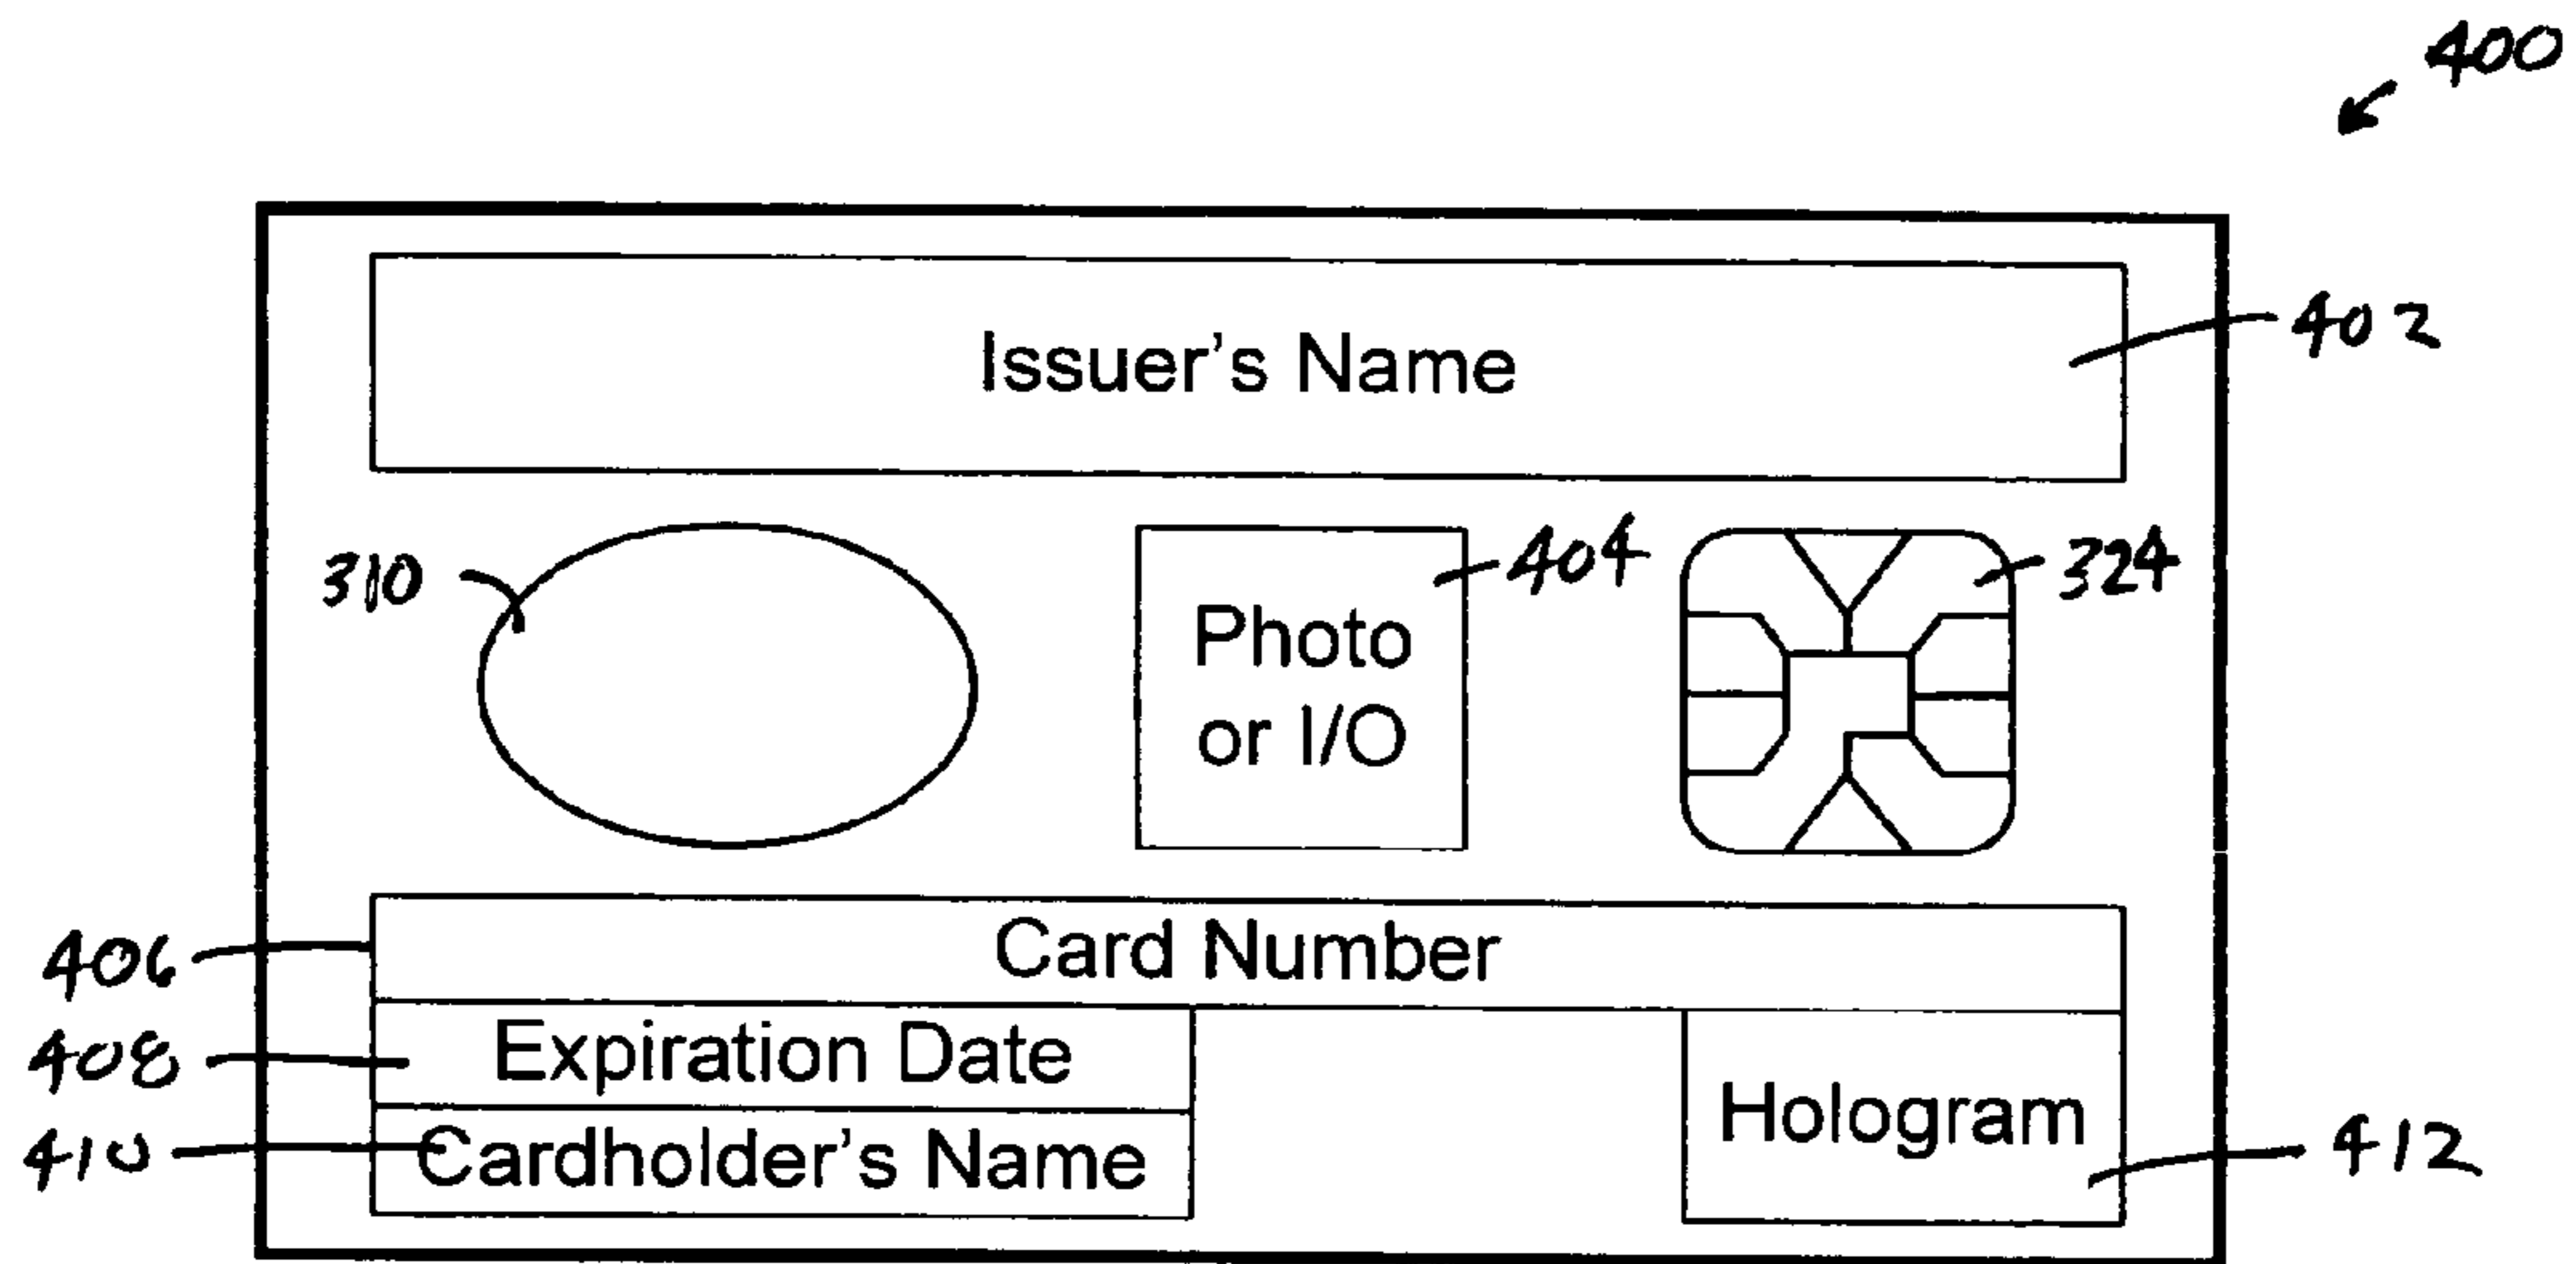 400
Issuer's Name
402
310
404
324
Photo
or I/O
406
Card Number
408
Expiration Date
410
Cardholder's Name
Hologram
412